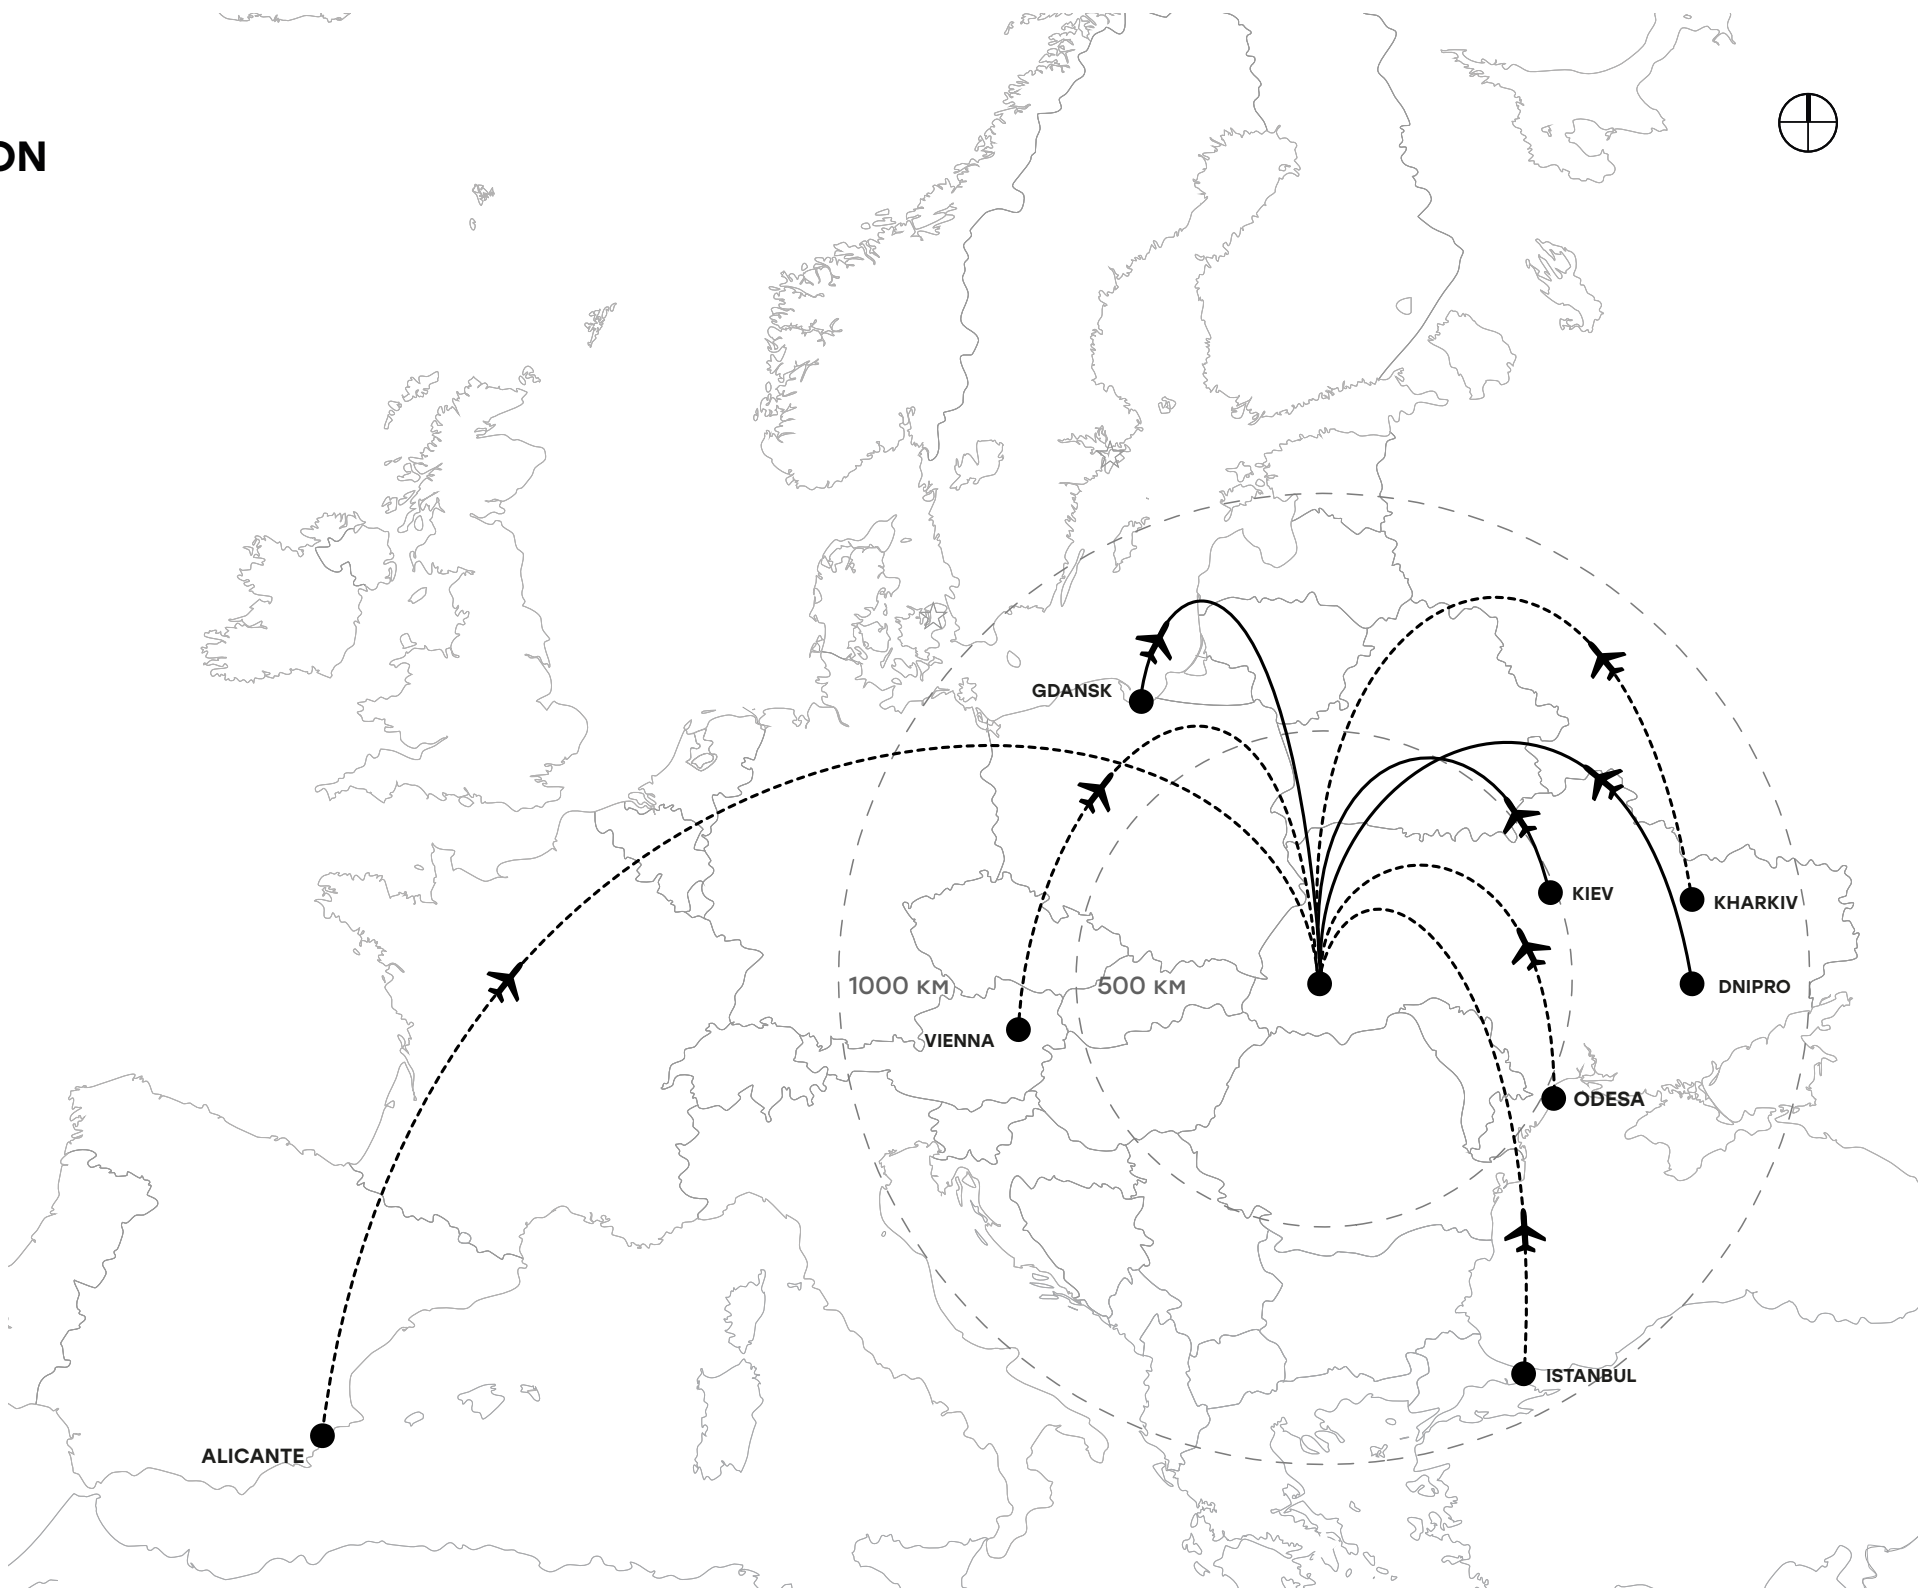 ON
GDANSK
KIEV
KHARKIV
1000 KM
500 KM
DNIPRO
VIENNA
ODESA
ISTANBUL
ALICANTE